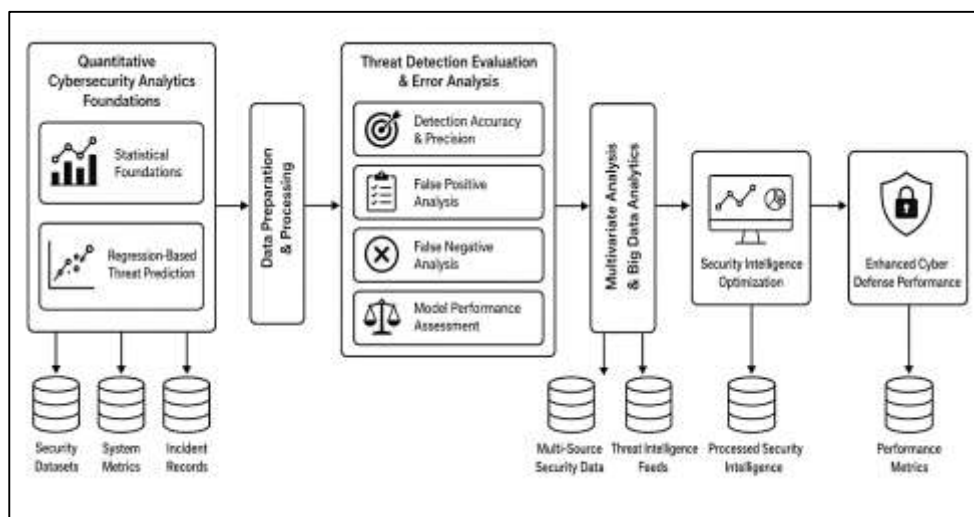 Quantitative
Cybersecurity Analytics
Foundations
Statistical
Foundations
Regression-Based
Threat Prediction
Data Preparation
& Processing
Threat Detection Evaluation
& Error Analysis
Detection Accuracy
& Precision
False Positive
Analysis
False Negative
Analysis
Model Performance
Assessment
Multivariate Analysis
& Big Data Analytics
Security Intelligence
Optimization
Enhanced Cyber
Defense Performance
Security
Datasets
System
Metrics
Incident
Records
Multi-Source
Security Data
Threat Intelligence
Feeds
Processed Security
Intelligence
Performance
Metrics